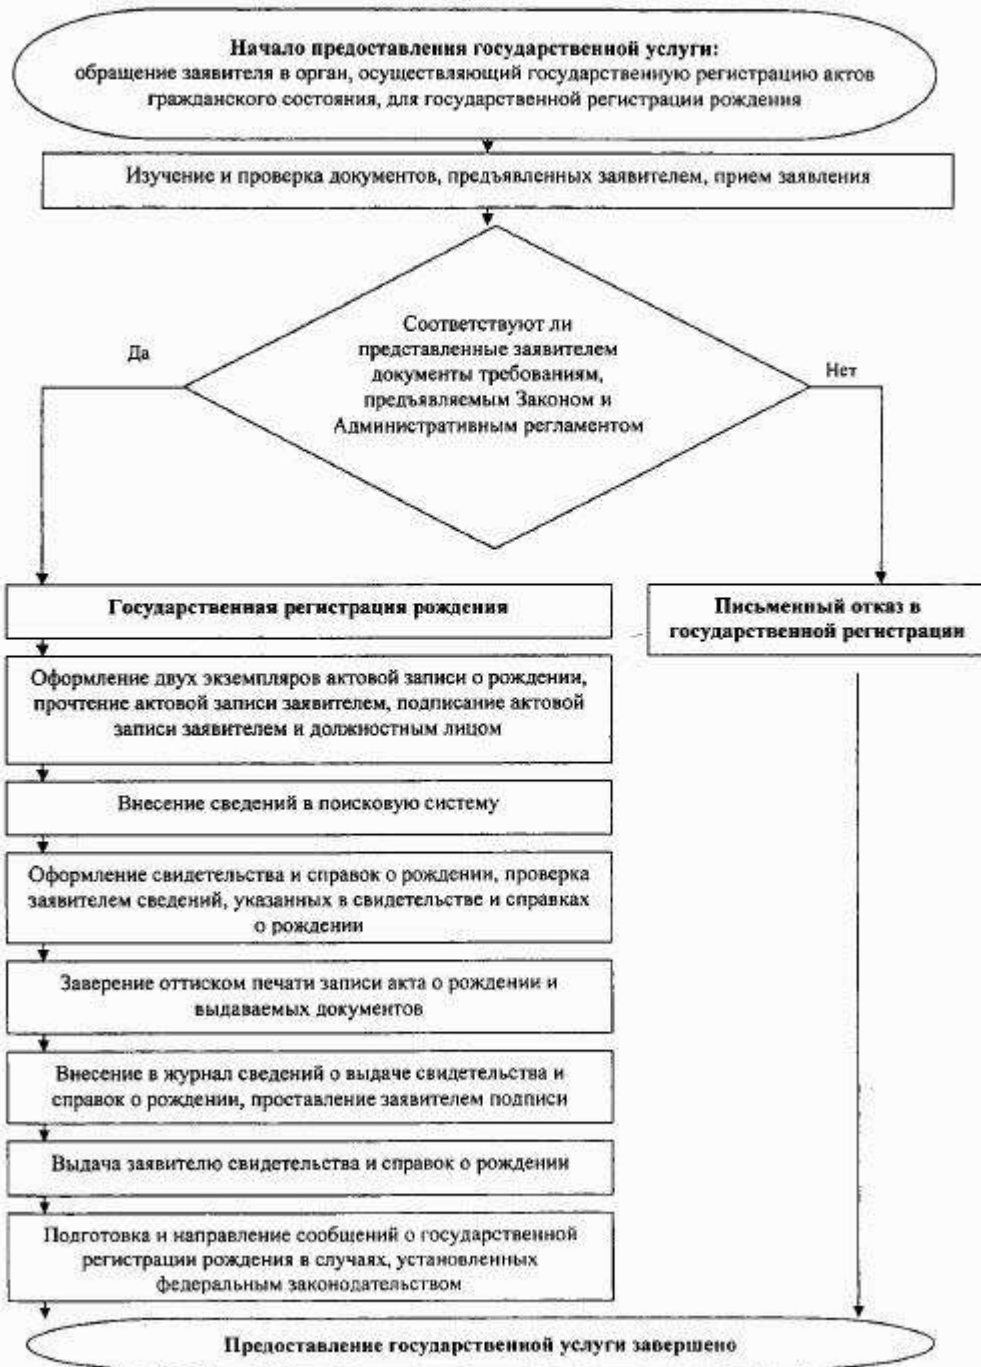 Начало предоставления государственной услуги:
обращение заявителя в орган, осуществляющий государственную регистрацию актов
гражданского состояния, для государственной регистрации рождения
Изучение и проверка документов, предъявленных заявителем, прием заявления
Соответствуют ли
представленные заявителем
документы требованиям,
предъявляемым Законом и
Административным регламентом
Да
Нет
Государственная регистрация рождения
Письменный отказ в
государственной регистрации
Оформление двух экземпляров актовой записи о рождении,
прочтение актовой записи заявителем, подписание актовой
записи заявителем и должностным лицом
Внесение сведений в поисковую систему
Оформление свидетельства и справок о рождении, проверка
заявителем сведений, указанных в свидетельстве и справках
о рождении
Заверение оттиском печати записи акта о рождении и
выдаваемых документов
Внесение в журнал сведений о выдаче свидетельства и
справок о рождении, проставление заявителем подписи
Выдача заявителю свидетельства и справок о рождении
Подготовка и направление сообщений о государственной
регистрации рождения в случаях, установленных
федеральным законодательством
Предоставление государственной услуги завершено